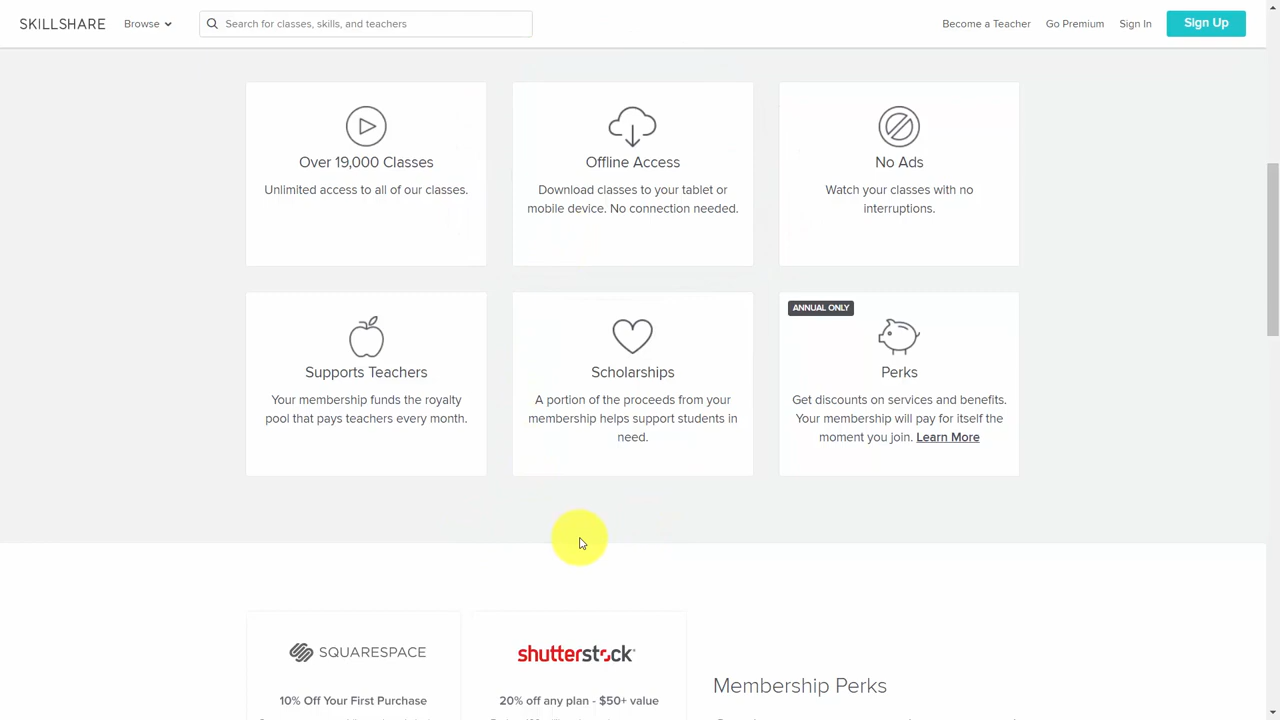 SKILLSHARE
Browse
Search for classes, skills, and teachers
Become a Teacher
Go Premium
Sign In
Sign Up
Over 19,000 Classes
Unlimited access to all of our classes.
Offline Access
Download classes to your tablet or
mobile device. No connection needed.
No Ads
Watch your classes with no
interruptions.
Supports Teachers
Your membership funds the royalty
pool that pays teachers every month.
Scholarships
A portion of the proceeds from your
membership helps support students in
need.
ANNUAL ONLY
Perks
Get discounts on services and benefits.
Your membership will pay for itself the
moment you join. Learn More
SQUARESPACE
10% Off Your First Purchase
shutterstock
20% off any plan - $50+ value
Membership Perks